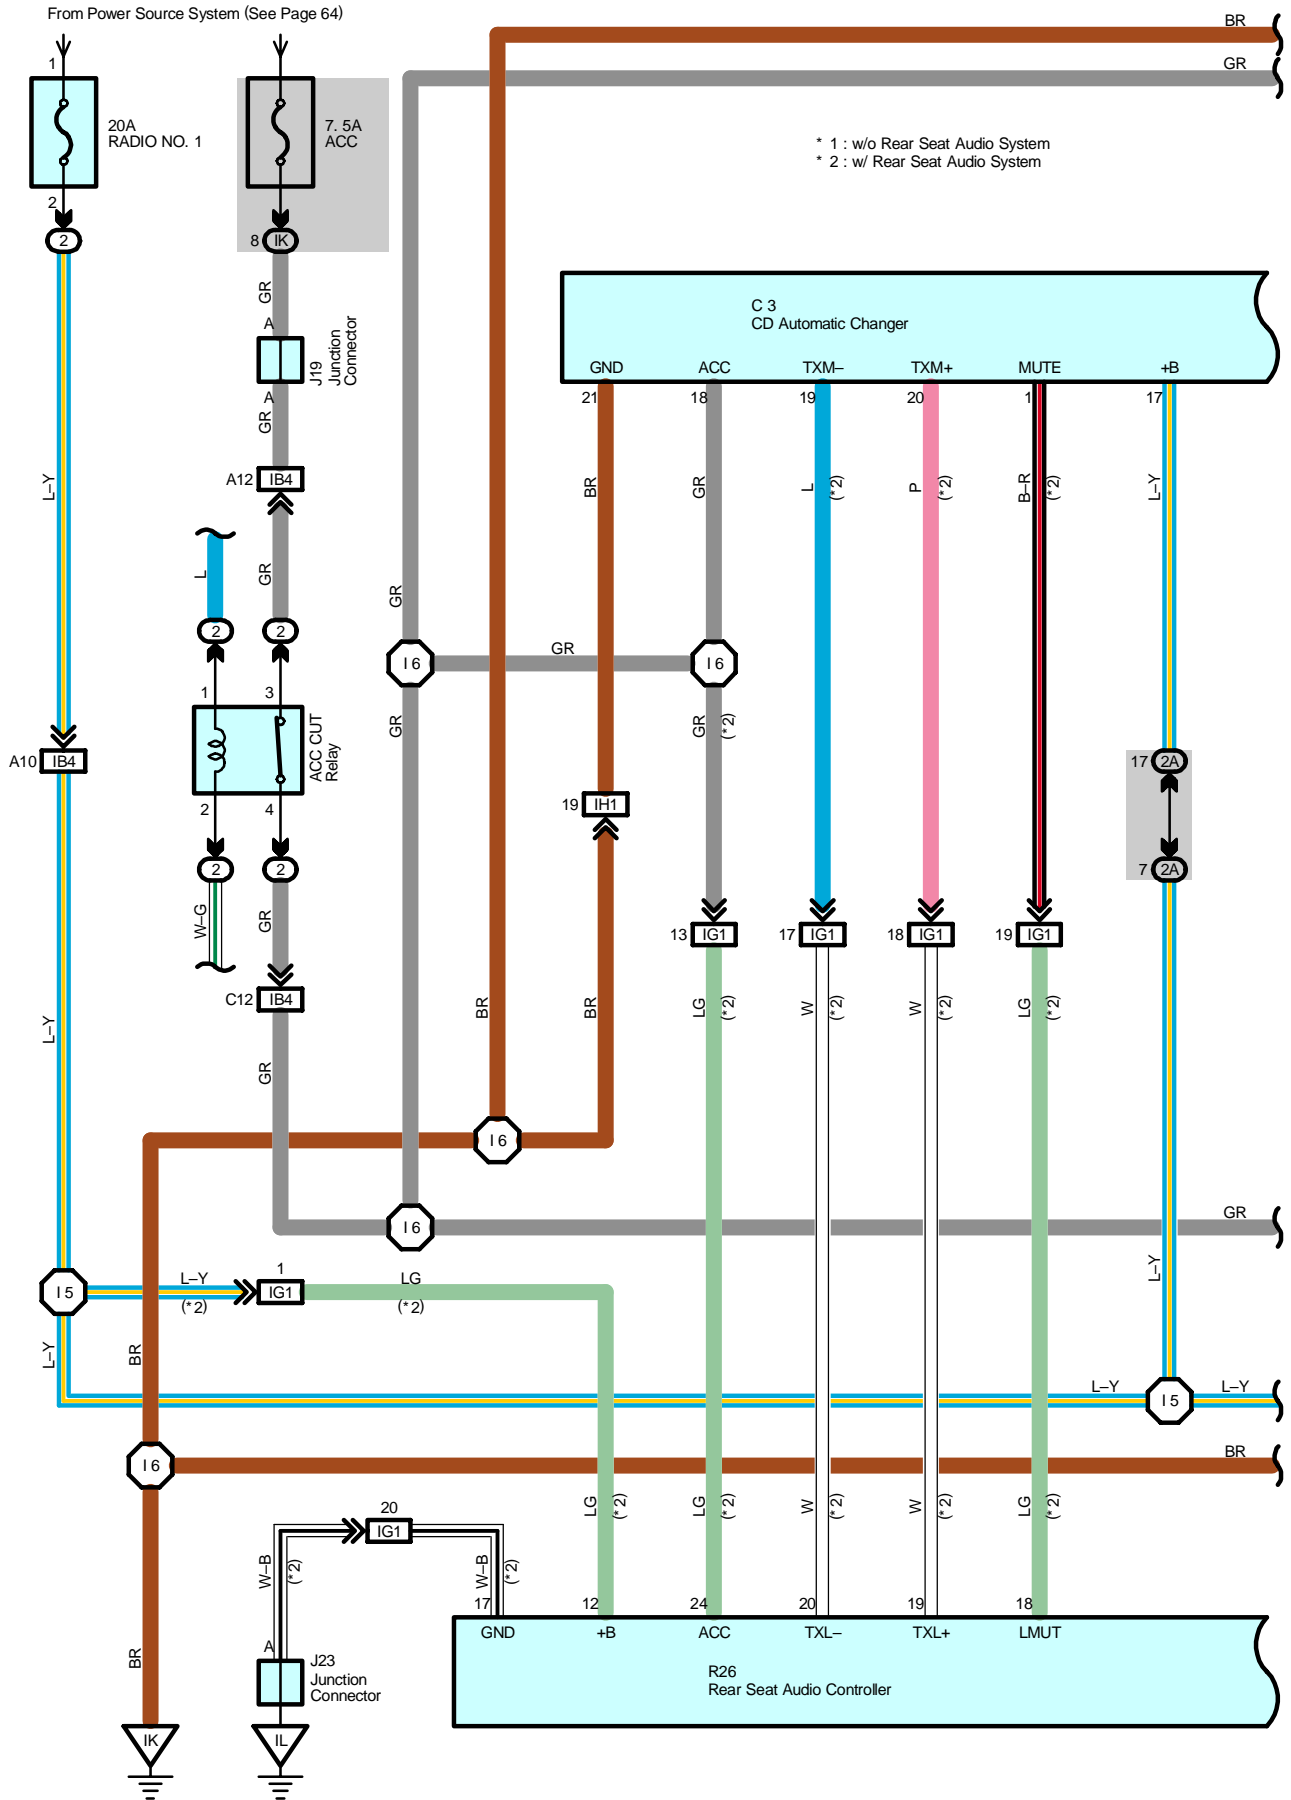 From Power Source System (See Page 64)
BR
GR
1
20A
RADIO NO. 1
7. 5A
ACC
* 1 : w/o Rear Seat Audio System
* 2 : w/ Rear Seat Audio System
2
2
8
IK
GR
A
J19
Junction
Connector
A
GR
C 3
CD Automatic Changer
GND
ACC
TXM–
TXM+
MUTE
+B
21
18
19
20
1
17
L–Y
A12
IB4
BR
GR
L
(*2)
P
(*2)
B–R
(*2)
L–Y
L
GR
GR
2
2
I 6
GR
I 6
1
3
ACC CUT
Relay
GR
GR
(*2)
A10
IB4
2
4
19
IH1
17
2A
2
2
7
2A
W–G
GR
13
IG1
17
IG1
18
IG1
19
IG1
C12
IB4
L–Y
GR
BR
BR
LG
(*2)
W
(*2)
W
(*2)
LG
(*2)
I 6
I 6
GR
I 5
L–Y
(*2)
1
IG1
LG
(*2)
L–Y
L–Y
BR
L–Y
I 5
L–Y
I 6
BR
20
IG1
LG
(*2)
LG
(*2)
W
(*2)
W
(*2)
LG
(*2)
W–B
(*2)
W–B
(*2)
17
12
24
20
19
18
GND
+B
ACC
TXL–
TXL+
LMUT
BR
A
J23
Junction
Connector
R26
Rear Seat Audio Controller
IK
IL